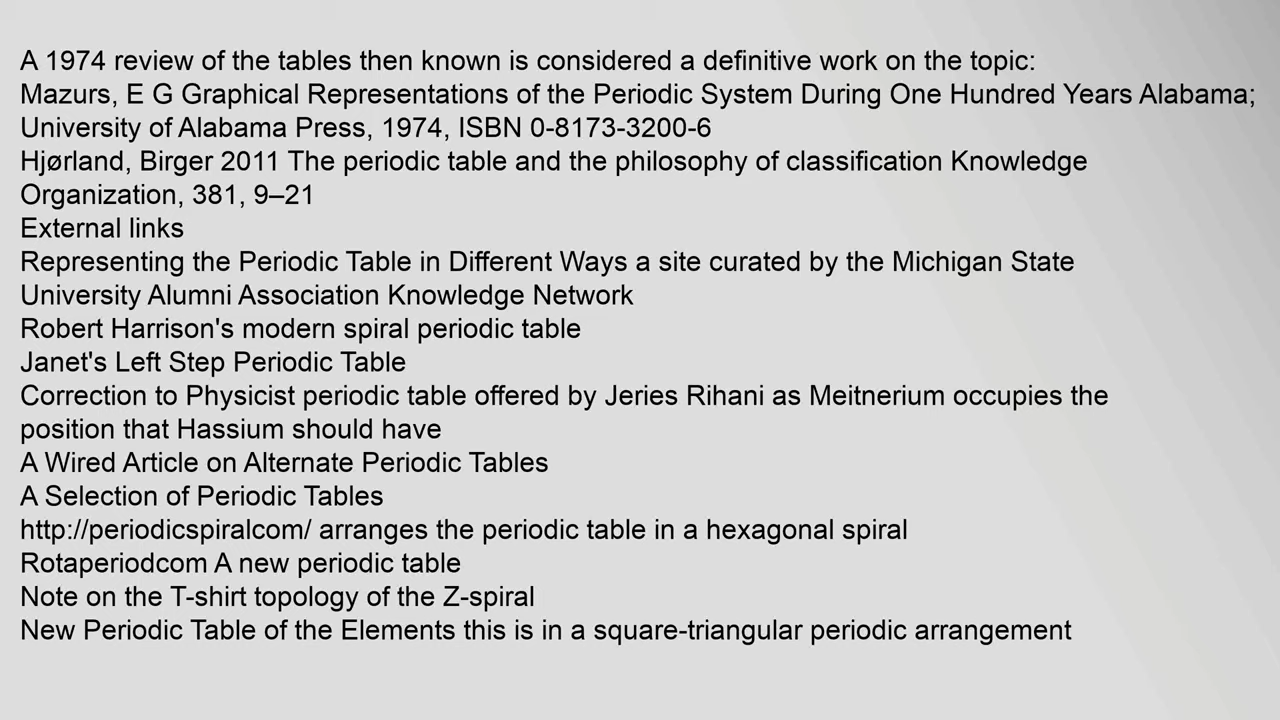 A 1974 review of the tables then known is considered a definitive work on the topic:
Mazurs, E G Graphical Representations of the Periodic System During One Hundred Years Alabama;
University of Alabama Press, 1974, ISBN 0-8173-3200-6
Hjørland, Birger 2011 The periodic table and the philosophy of classification Knowledge
Organization, 381, 9–21
External links
Representing the Periodic Table in Different Ways a site curated by the Michigan State
University Alumni Association Knowledge Network
Robert Harrison's modern spiral periodic table
Janet's Left Step Periodic Table
Correction to Physicist periodic table offered by Jeries Rihani as Meitnerium occupies the
position that Hassium should have
A Wired Article on Alternate Periodic Tables
A Selection of Periodic Tables
http://periodicspiralcom/ arranges the periodic table in a hexagonal spiral
Rotaperiodcom A new periodic table
Note on the T-shirt topology of the Z-spiral
New Periodic Table of the Elements this is in a square-triangular periodic arrangement